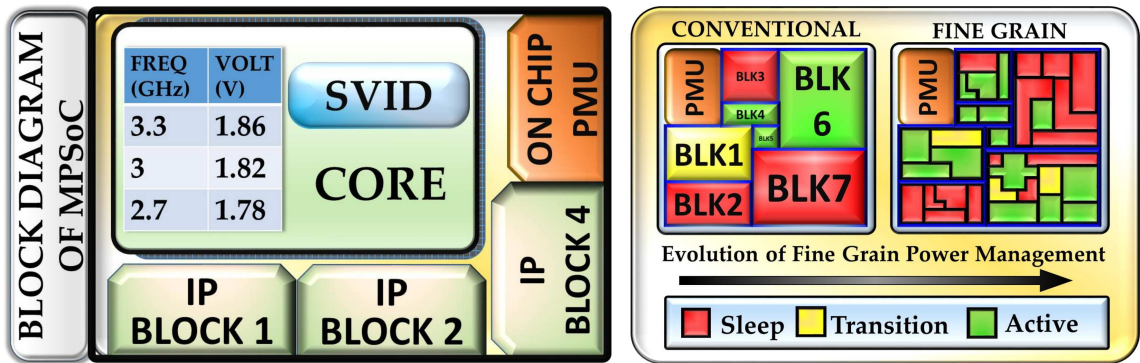 BLOCK DIAGRAM
OF MPSoC
FREQ
(GHz)
VOLT
(V)
3.3 1.86
3 1.82
2.7 1.78
SVID
CORE
ON CHIP
PMU
IP
BLOCK 4
IP
BLOCK 1
IP
BLOCK 2
CONVENTIONAL
PMU
BLK3
BLK4
BLK5
BLK
6
BLK1
BLK2
BLK7
FINE GRAIN
PMU
Evolution of Fine Grain Power Management
Sleep Transition Active